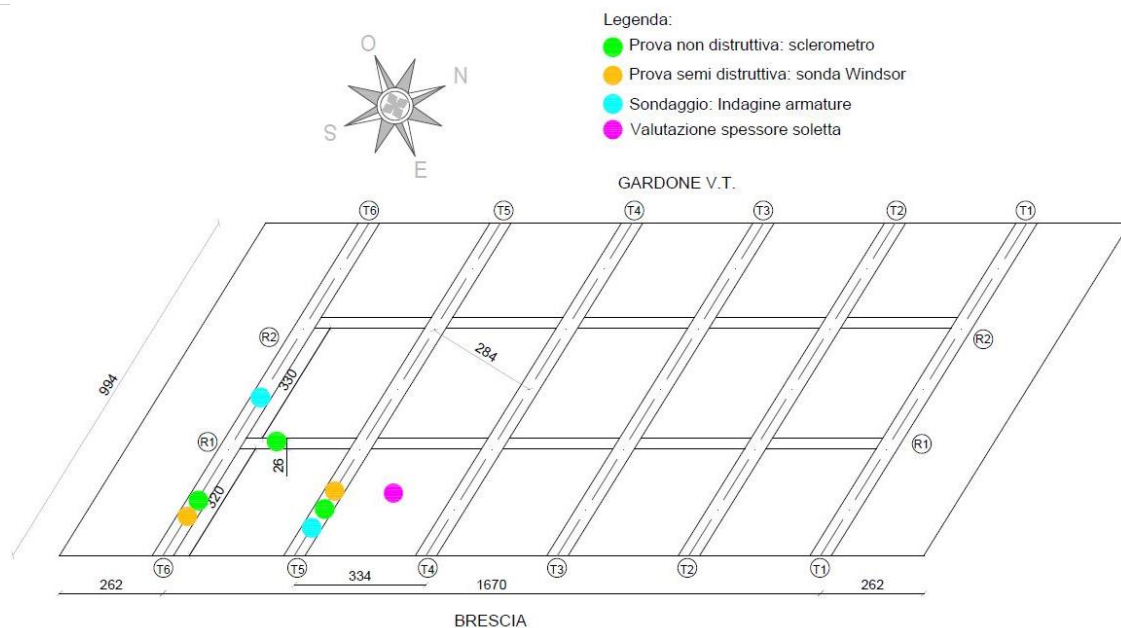 Legenda:
Prova non distruttiva: sclerometro
Prova semi distruttiva: sonda Windsor
Sondaggio: Indagine armature
Valutazione spessore soletta
O
N
S
E
GARDONE V.T.
T6 T5 T4 T3 T2 T1
R2 R2
994
284
330
R1 R1
26
320
T6 T5 T4 T3 T2 T1
262 334 1670 262
BRESCIA